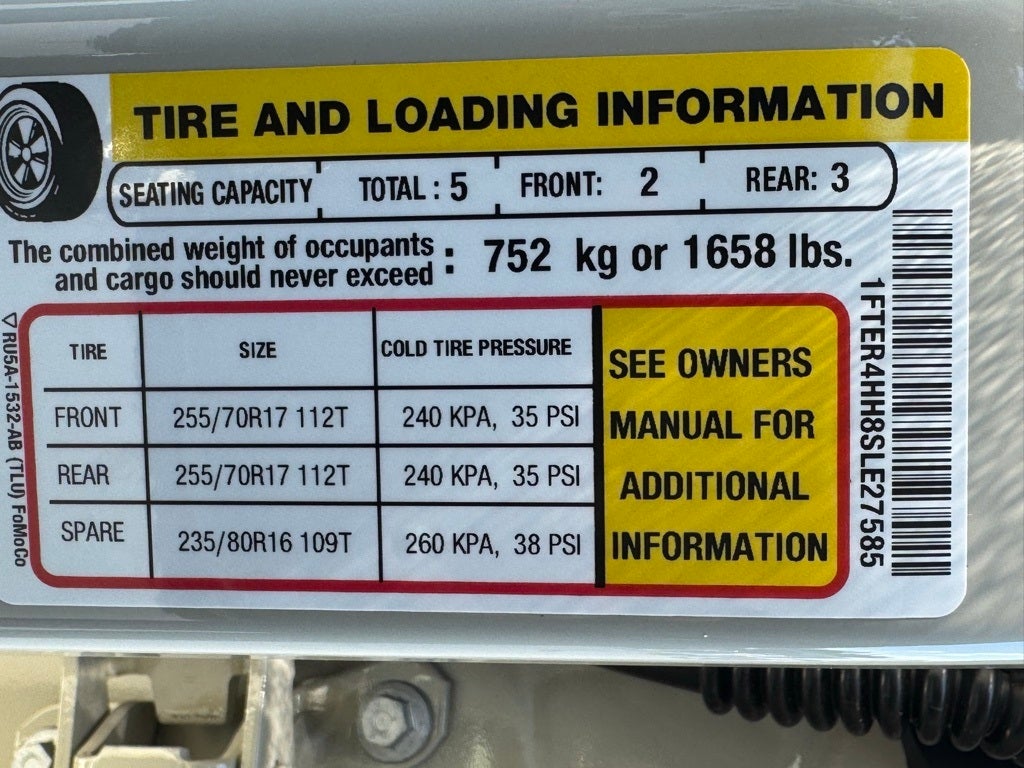 TIRE AND LOADING INFORMATION
SEATING CAPACITY TOTAL : 5 FRONT: 2 REAR: 3
The combined weight of occupants
and cargo should never exceed : 752 kg or 1658 lbs.
TIRE SIZE COLD TIRE PRESSURE
FRONT 255/70R17 112T 240 KPA, 35 PSI
REAR 255/70R17 112T 240 KPA, 35 PSI
SPARE 235/80R16 109T 260 KPA, 38 PSI
SEE OWNERS
MANUAL FOR
ADDITIONAL
INFORMATION
1FTER4HH8SLE27585
▽RU5A-1532-AB (TLU) FoMoCo